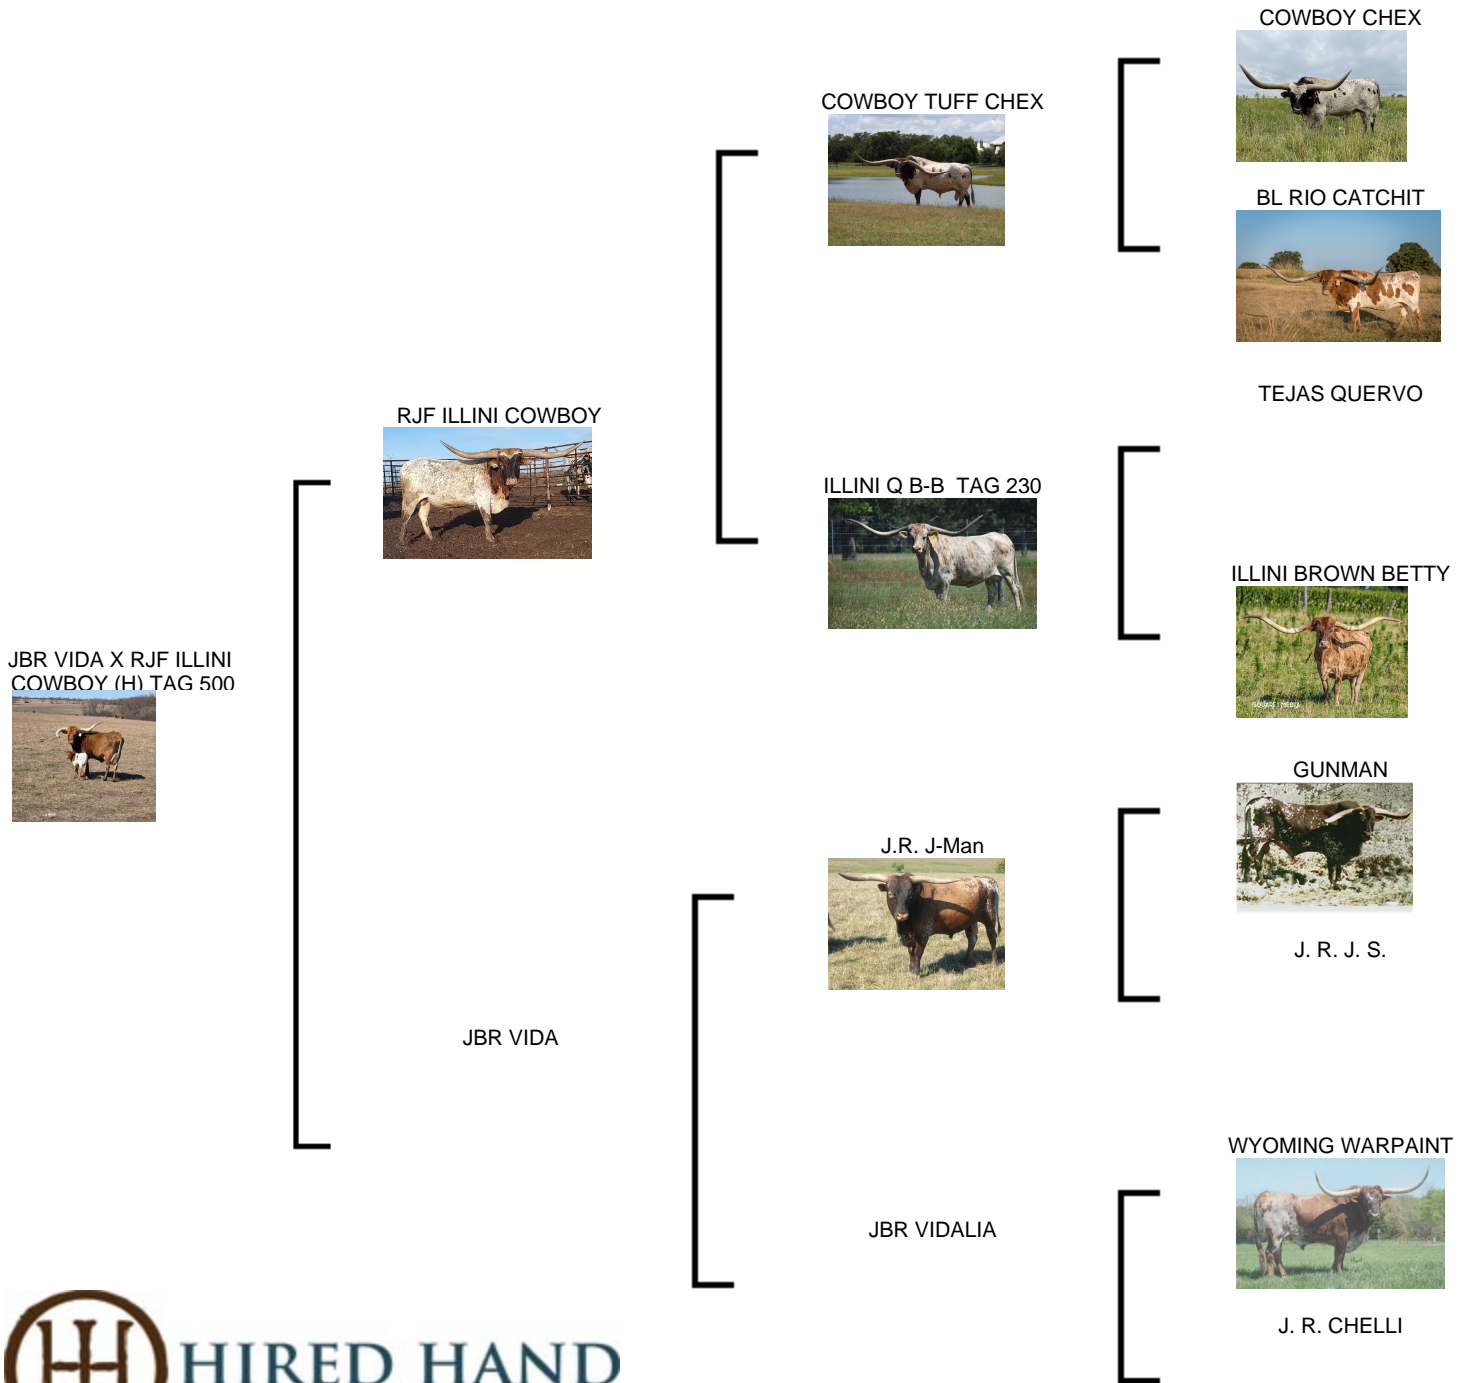 COWBOY CHEX
COWBOY TUFF CHEX
BL RIO CATCHIT
TEJAS QUERVO
RJF ILLINI COWBOY
ILLINI Q B-B  TAG 230
ILLINI BROWN BETTY
JBR VIDA X RJF ILLINI
COWBOY (H) TAG 500
GUNMAN
J.R. J-Man
J. R. J. S.
JBR VIDA
WYOMING WARPAINT
JBR VIDALIA
J. R. CHELLI
HIRED HAND